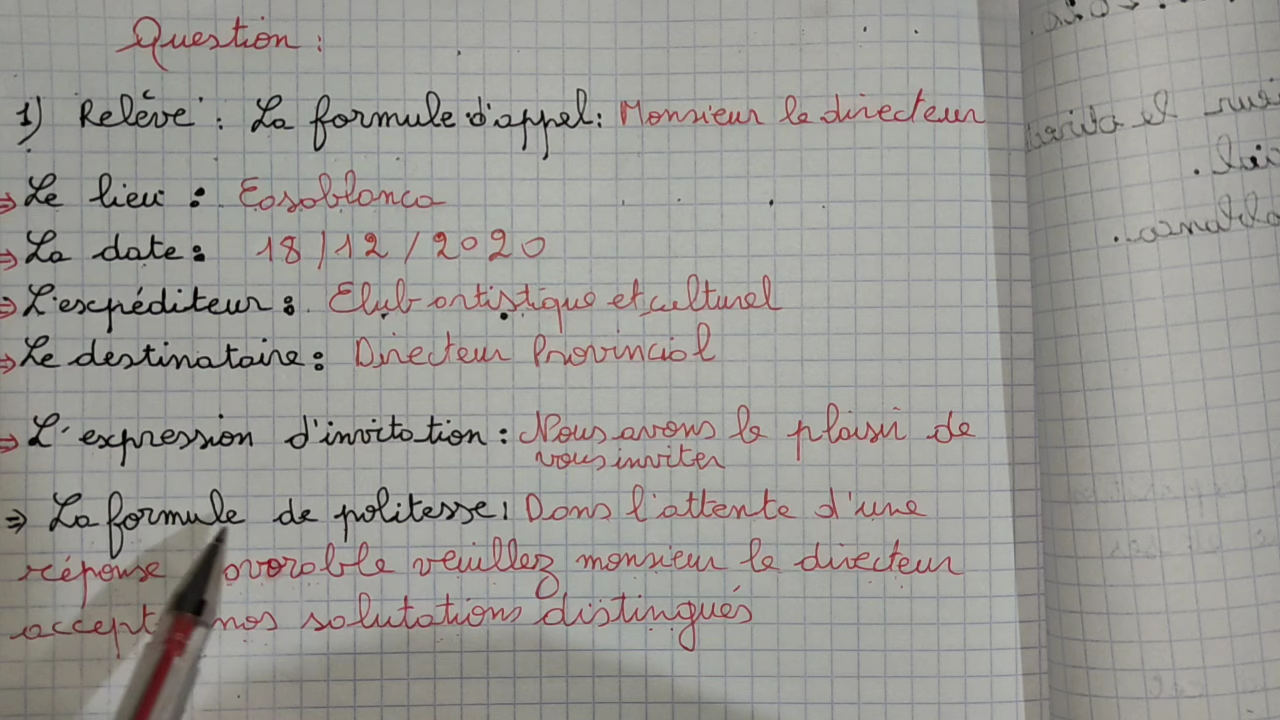 Question :
1) Relève : La formule d'appel : Monsieur le directeur
⇒ Le lieu : Casablanca
⇒ La date : 18/12/2020
⇒ L'expéditeur : Club artistique et culturel
⇒ Le destinataire : Directeur Provincial
⇒ L'expression d'invitation : Nous avons le plaisir de
vous inviter
⇒ La formule de politesse : Dans l'attente d'une
réponse veuillez monsieur le directeur
nos salutations distingués